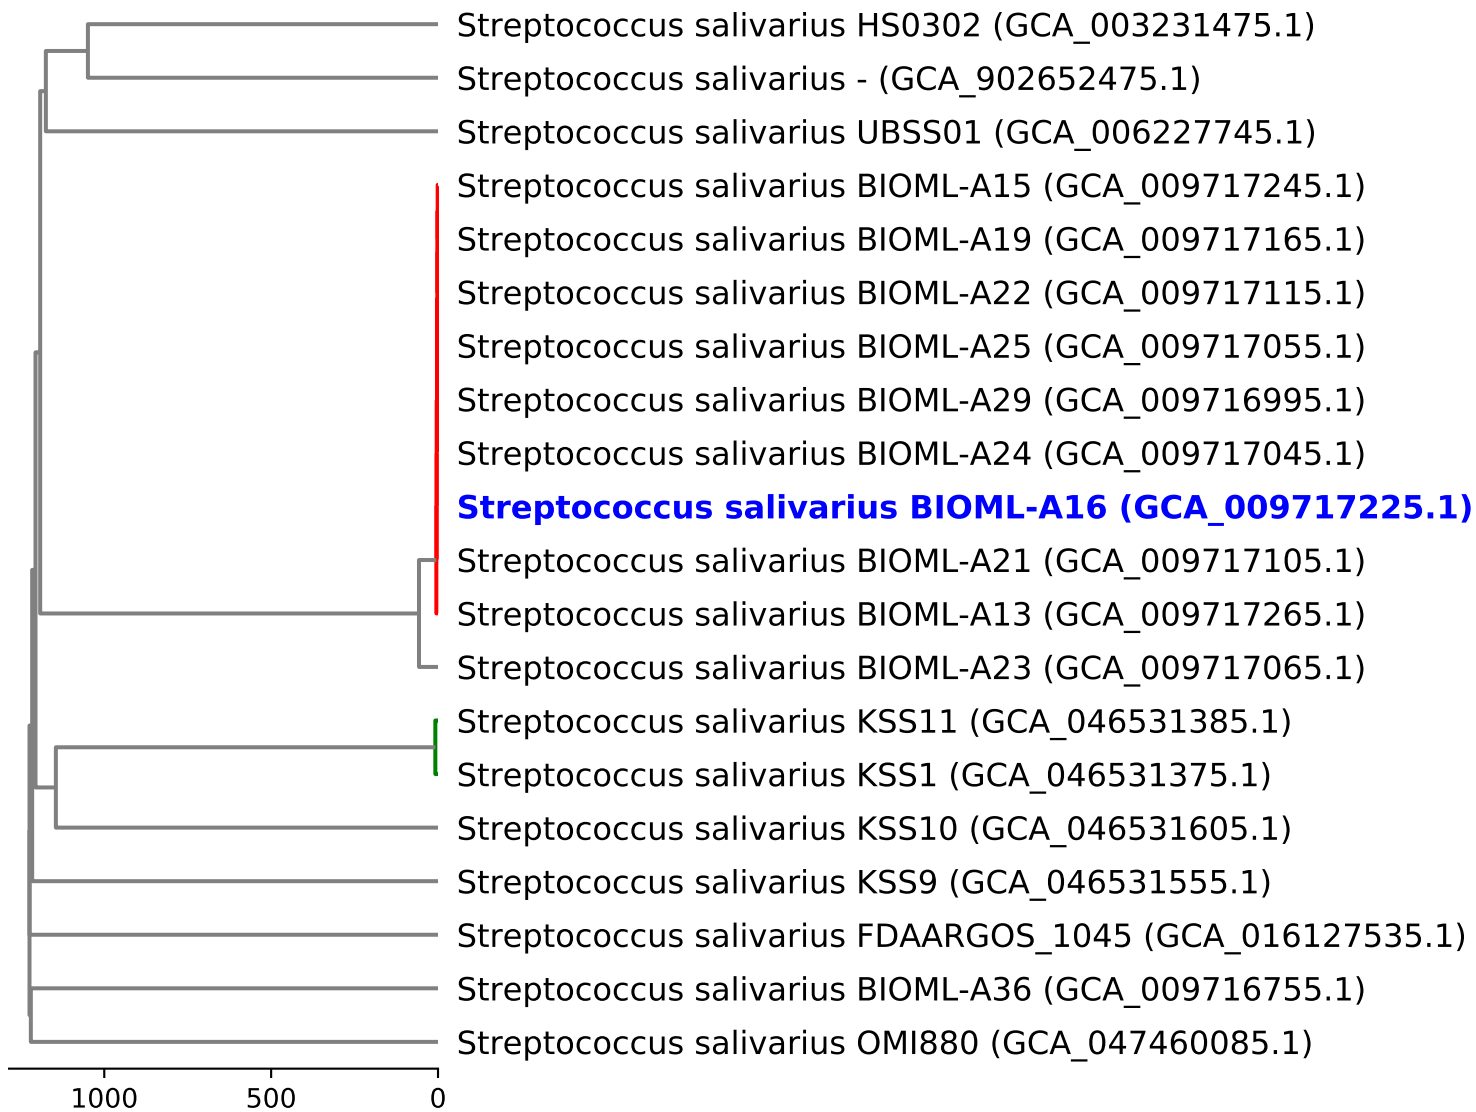 Streptococcus salivarius HS0302 (GCA_003231475.1)
Streptococcus salivarius - (GCA_902652475.1)
Streptococcus salivarius UBSS01 (GCA_006227745.1)
Streptococcus salivarius BIOML-A15 (GCA_009717245.1)
Streptococcus salivarius BIOML-A19 (GCA_009717165.1)
Streptococcus salivarius BIOML-A22 (GCA_009717115.1)
Streptococcus salivarius BIOML-A25 (GCA_009717055.1)
Streptococcus salivarius BIOML-A29 (GCA_009716995.1)
Streptococcus salivarius BIOML-A24 (GCA_009717045.1)
Streptococcus salivarius BIOML-A16 (GCA_009717225.1)
Streptococcus salivarius BIOML-A21 (GCA_009717105.1)
Streptococcus salivarius BIOML-A13 (GCA_009717265.1)
Streptococcus salivarius BIOML-A23 (GCA_009717065.1)
Streptococcus salivarius KSS11 (GCA_046531385.1)
Streptococcus salivarius KSS1 (GCA_046531375.1)
Streptococcus salivarius KSS10 (GCA_046531605.1)
Streptococcus salivarius KSS9 (GCA_046531555.1)
Streptococcus salivarius FDAARGOS_1045 (GCA_016127535.1)
Streptococcus salivarius BIOML-A36 (GCA_009716755.1)
Streptococcus salivarius OMI880 (GCA_047460085.1)
1000 500 0